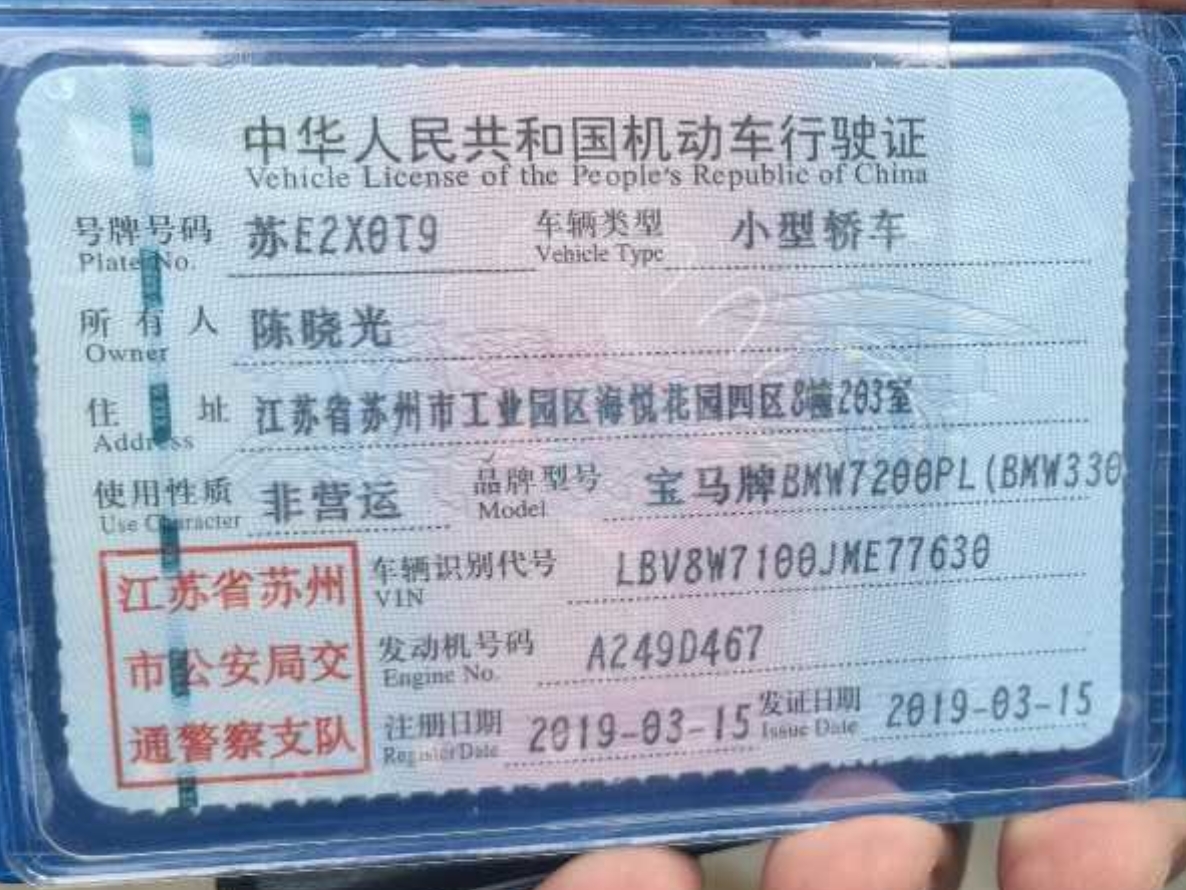 中华人民共和国机动车行驶证
Vehicle License of the People's Republic of China
号牌号码 苏E2X0T9 车辆类型 小型轿车
Plate No. Vehicle Type
所有人 陈晓光
Owner
住址 江苏省苏州市工业园区海悦花园四区8幢203室
Address
使用性质 非营运 品牌型号 宝马牌BMW7200PL(BMW330
Use Character Model
车辆识别代号 LBV8W7100JME77630
VIN
发动机号码 A249D467
Engine No.
注册日期 2019-03-15 发证日期 2019-03-15
Register Date Issue Date
江苏省苏州
市公安局交
通警察支队